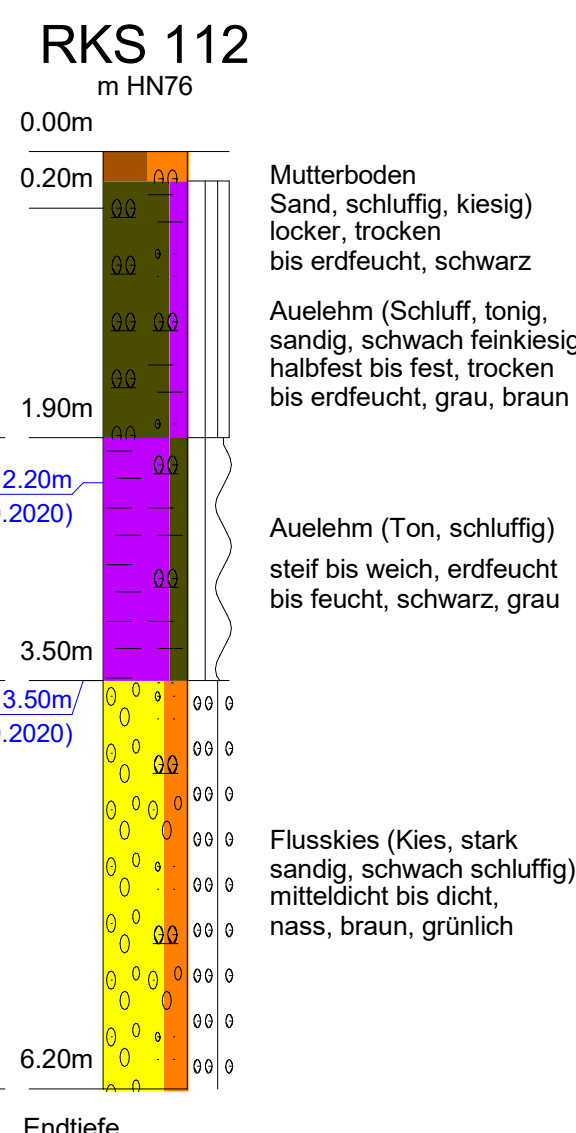 RKS 112
m HN76
0.00m
0.20m
Mutterboden
Sand, schluffig, kiesig)
locker, trocken
bis erdfeucht, schwarz
Auelehm (Schluff, tonig,
sandig, schwach feinkiesig
halbfest bis fest, trocken
bis erdfeucht, grau, braun
1.90m
2.20m
.2020)
Auelehm (Ton, schluffig)
steif bis weich, erdfeucht
bis feucht, schwarz, grau
3.50m
3.50m
.2020)
Flusskies (Kies, stark
sandig, schwach schluffig)
mitteldicht bis dicht,
nass, braun, grünlich
6.20m
Endtiefe